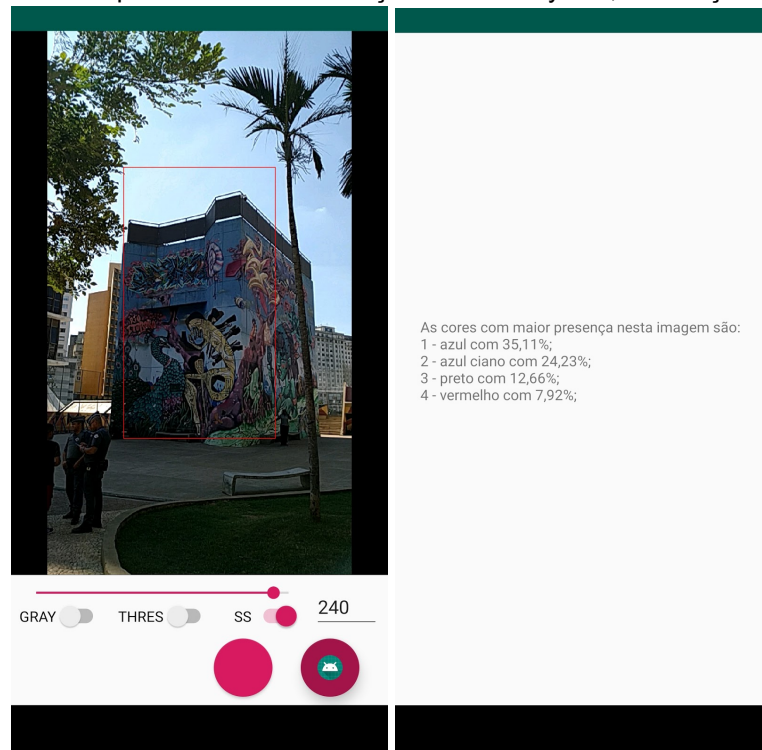 GRAY
THRES
SS
240
As cores com maior presença nesta imagem são:
1 - azul com 35,11%;
2 - azul ciano com 24,23%;
3 - preto com 12,66%;
4 - vermelho com 7,92%;